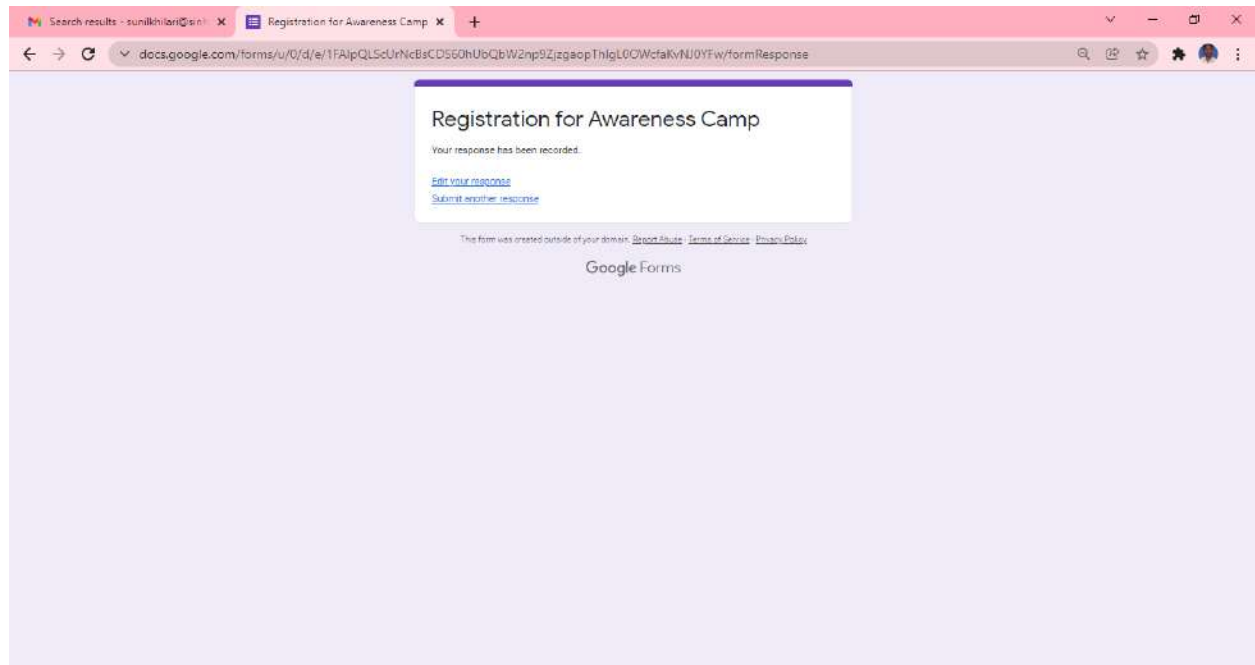 Search results - sunilkhilari@sinh
Registration for Awareness Camp
docs.google.com/forms/u/0/d/e/
/formResponse
Registration for Awareness Camp
Your response has been recorded.
Edit your response
Submit another response
This form was created outside of your domain. Report Abuse - Terms of Service - Privacy Policy
Google Forms